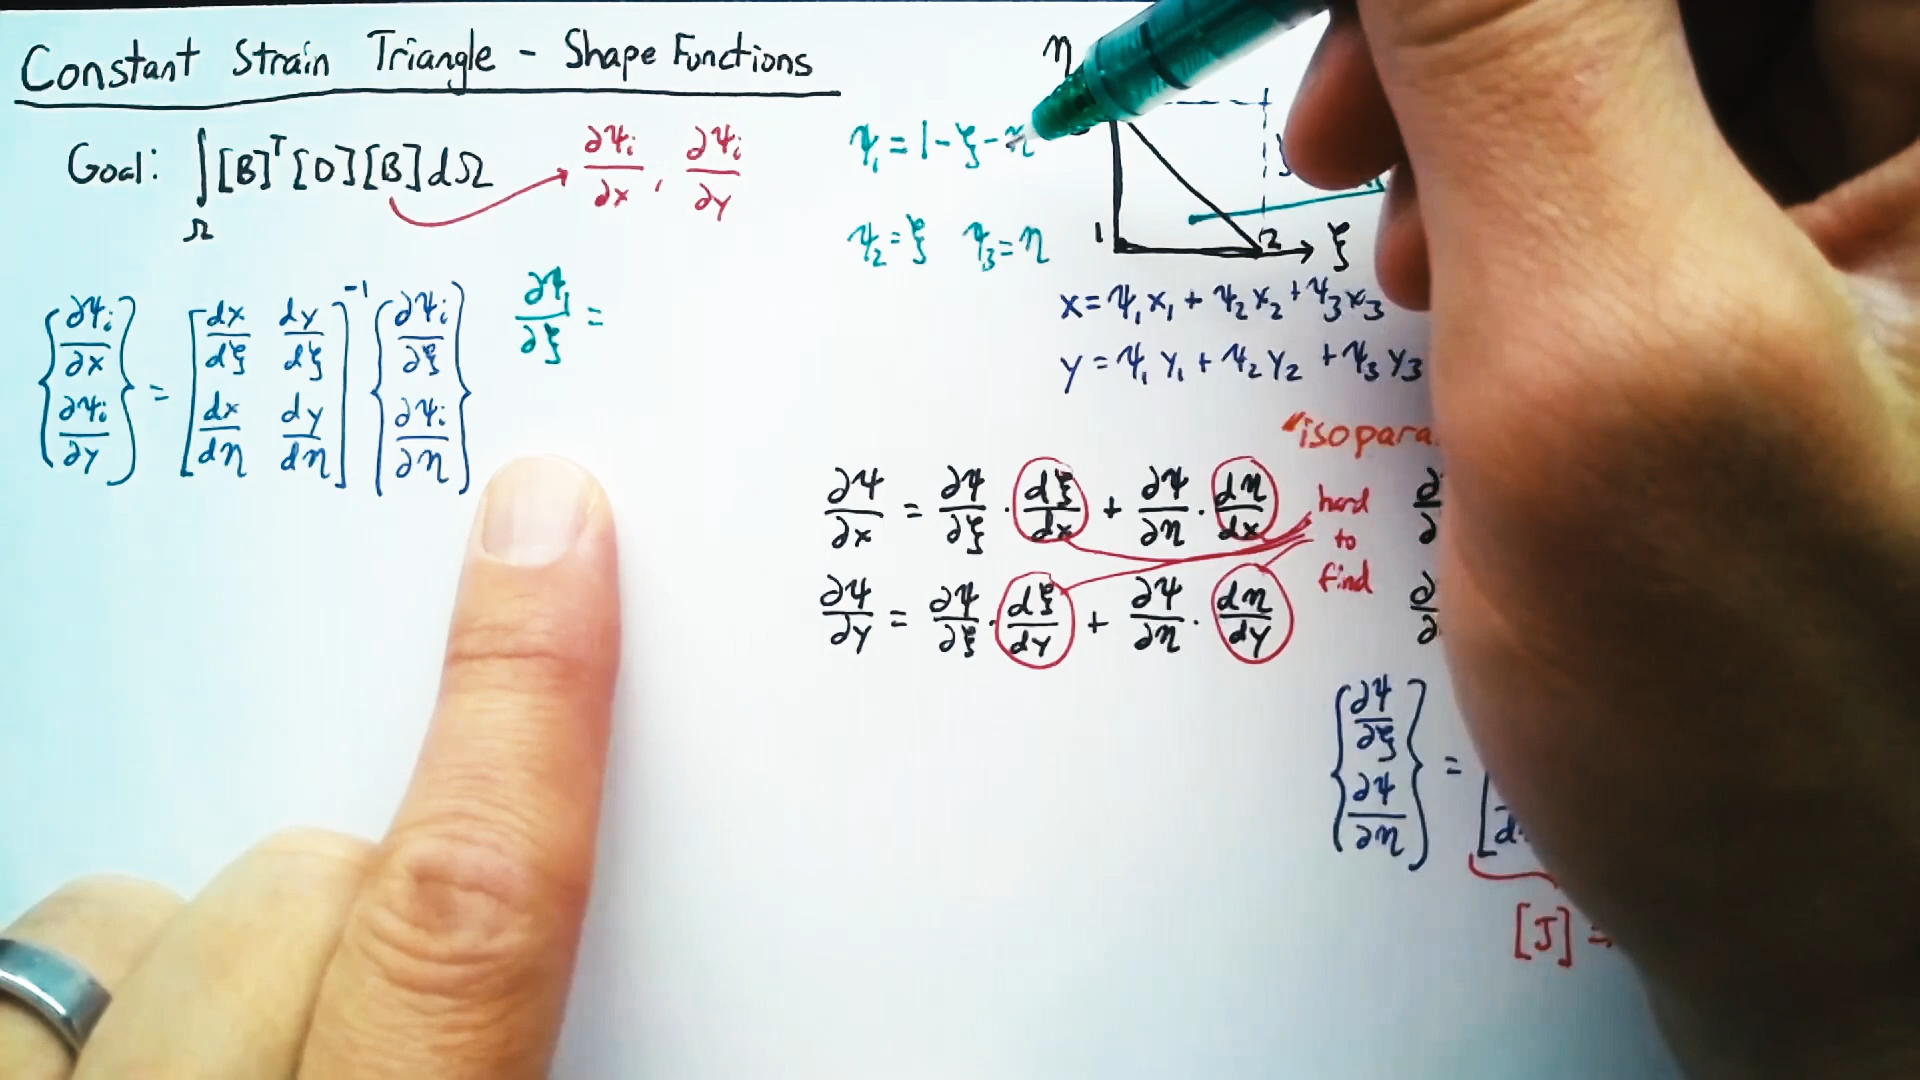 Constant Strain Triangle - Shape Functions
Goal: ∫Ω [B]ᵀ[D][B]dΩ → ∂Ψi/∂x, ∂Ψi/∂y
η
Ψ₁ = 1 - ξ - η
Ψ₂ = ξ Ψ₃ = η
1 2 ξ
{∂Ψi/∂x ∂Ψi/∂y} = [dx/dξ dy/dξ dx/dη dy/dη]⁻¹ {∂Ψi/∂ξ ∂Ψi/∂η}
∂Ψ₁/∂ξ =
x = Ψ₁x₁ + Ψ₂x₂ + Ψ₃x₃
y = Ψ₁y₁ + Ψ₂y₂ + Ψ₃y₃
"isopara
∂Ψ/∂x = ∂Ψ/∂ξ · dξ/dx + ∂Ψ/∂η · dη/dx
∂Ψ/∂y = ∂Ψ/∂ξ · dξ/dy + ∂Ψ/∂η · dη/dy
hard
to
find
{∂Ψ/∂ξ ∂Ψ/∂η} =
[J] =